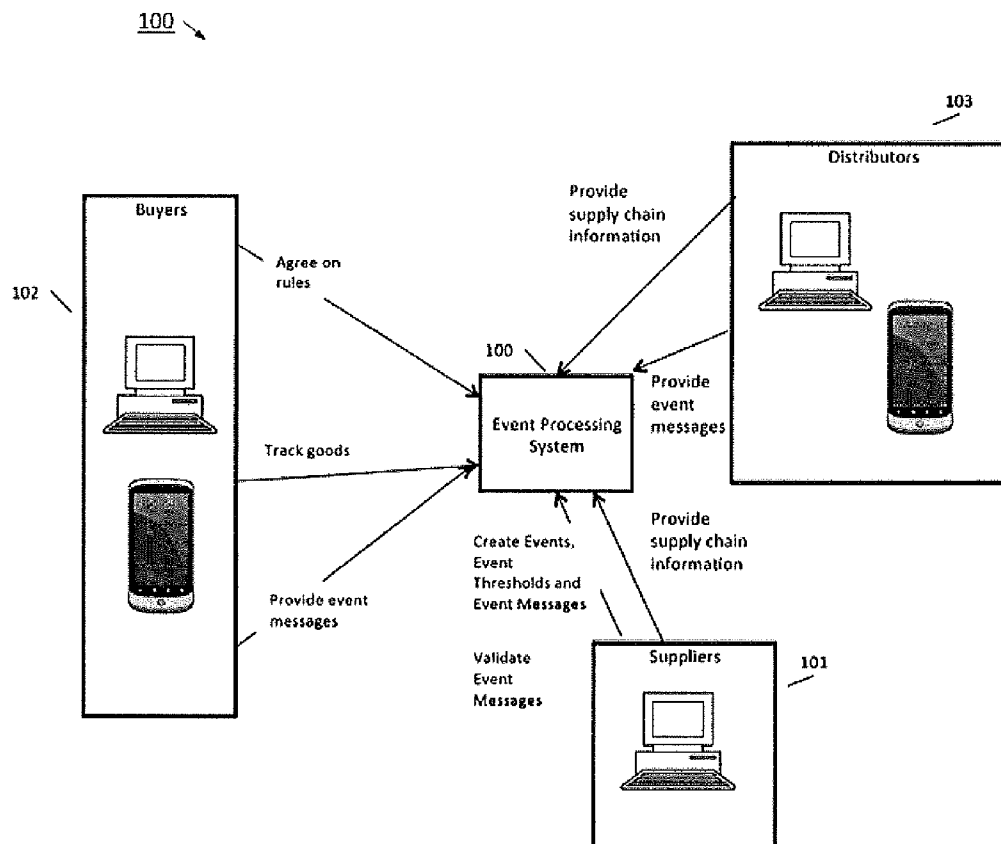 100
103
Distributors
Provide
supply chain
information
Buyers
Agree on
rules
102
100
Event Processing
System
Provide
event
messages
Track goods
Provide
supply chain
information
Create Events,
Event
Thresholds and
Event Messages
Provide event
messages
Validate
Event
Messages
Suppliers
101